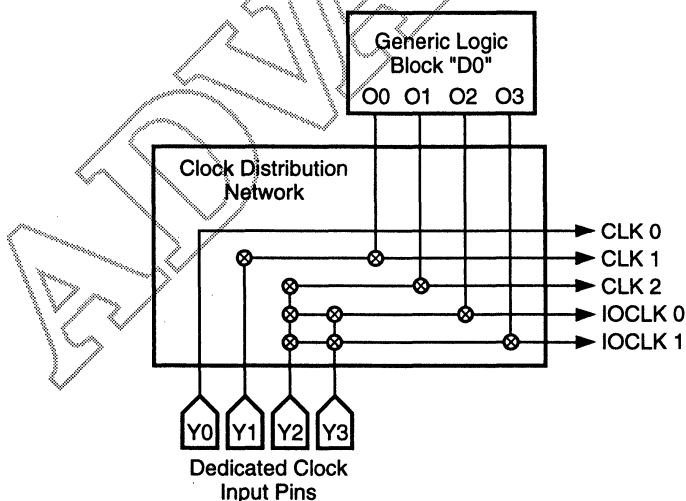 Generic Logic
Block "D0"
O0 O1 O2 O3
Clock Distribution
Network
CLK 0
CLK 1
CLK 2
IOCLK 0
IOCLK 1
Y0 Y1 Y2 Y3
Dedicated Clock
Input Pins
ADVA